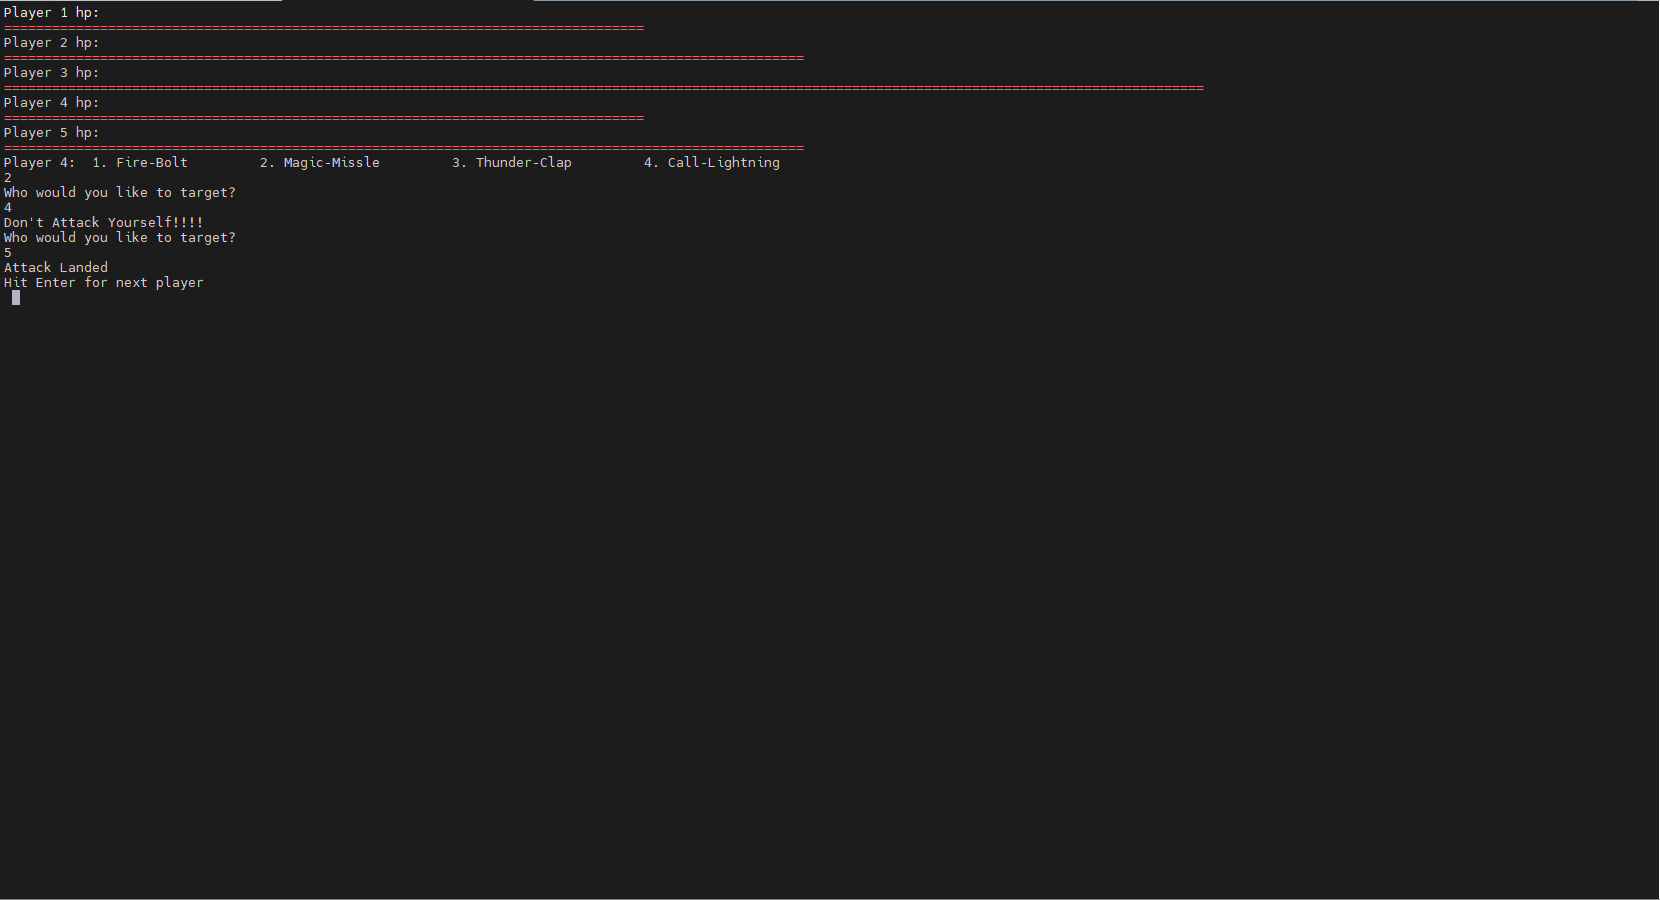 Player 1 hp:
================================================================================
Player 2 hp:
====================================================================================================
Player 3 hp:
======================================================================================================================================================
Player 4 hp:
================================================================================
Player 5 hp:
====================================================================================================
Player 4:  1. Fire-Bolt         2. Magic-Missle         3. Thunder-Clap         4. Call-Lightning
2
Who would you like to target?
4
Don't Attack Yourself!!!!
Who would you like to target?
5
Attack Landed
Hit Enter for next player